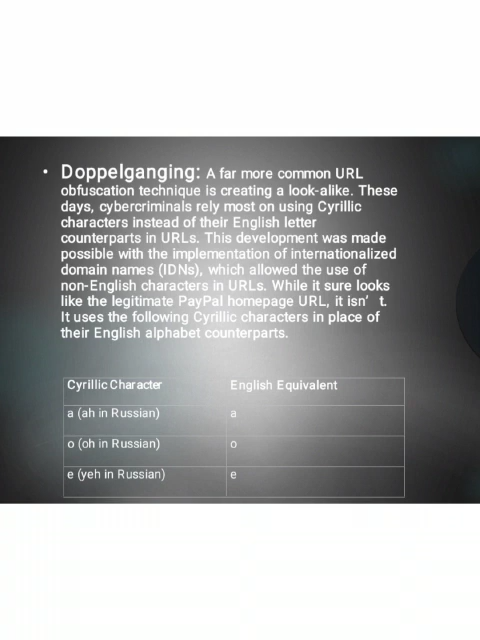 • Doppelganging: A far more common URL
obfuscation technique is creating a look-alike. These
days, cybercriminals rely most on using Cyrillic
characters instead of their English letter
counterparts in URLs. This development was made
possible with the implementation of internationalized
domain names (IDNs), which allowed the use of
non-English characters in URLs. While it sure looks
like the legitimate PayPal homepage URL, it isn’ t.
It uses the following Cyrillic characters in place of
their English alphabet counterparts.
Cyrillic Character English Equivalent
a (ah in Russian) a
o (oh in Russian) o
e (yeh in Russian) e